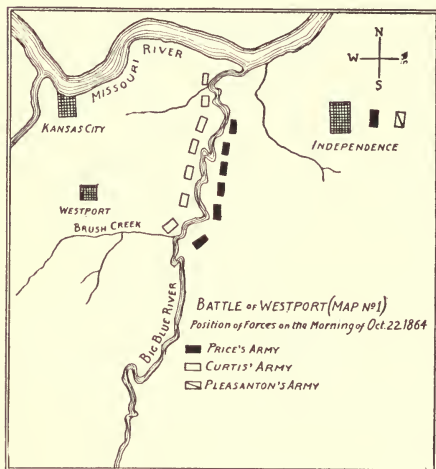 N
W E
S
MISSOURI RIVER
KANSAS CITY
INDEPENDENCE
WESTPORT
BRUSH CREEK
BIG BLUE RIVER
BATTLE OF WESTPORT (MAP Nº1)
Position of Forces on the Morning of Oct. 22. 1864
PRICE'S ARMY
CURTIS' ARMY
PLEASANTON'S ARMY